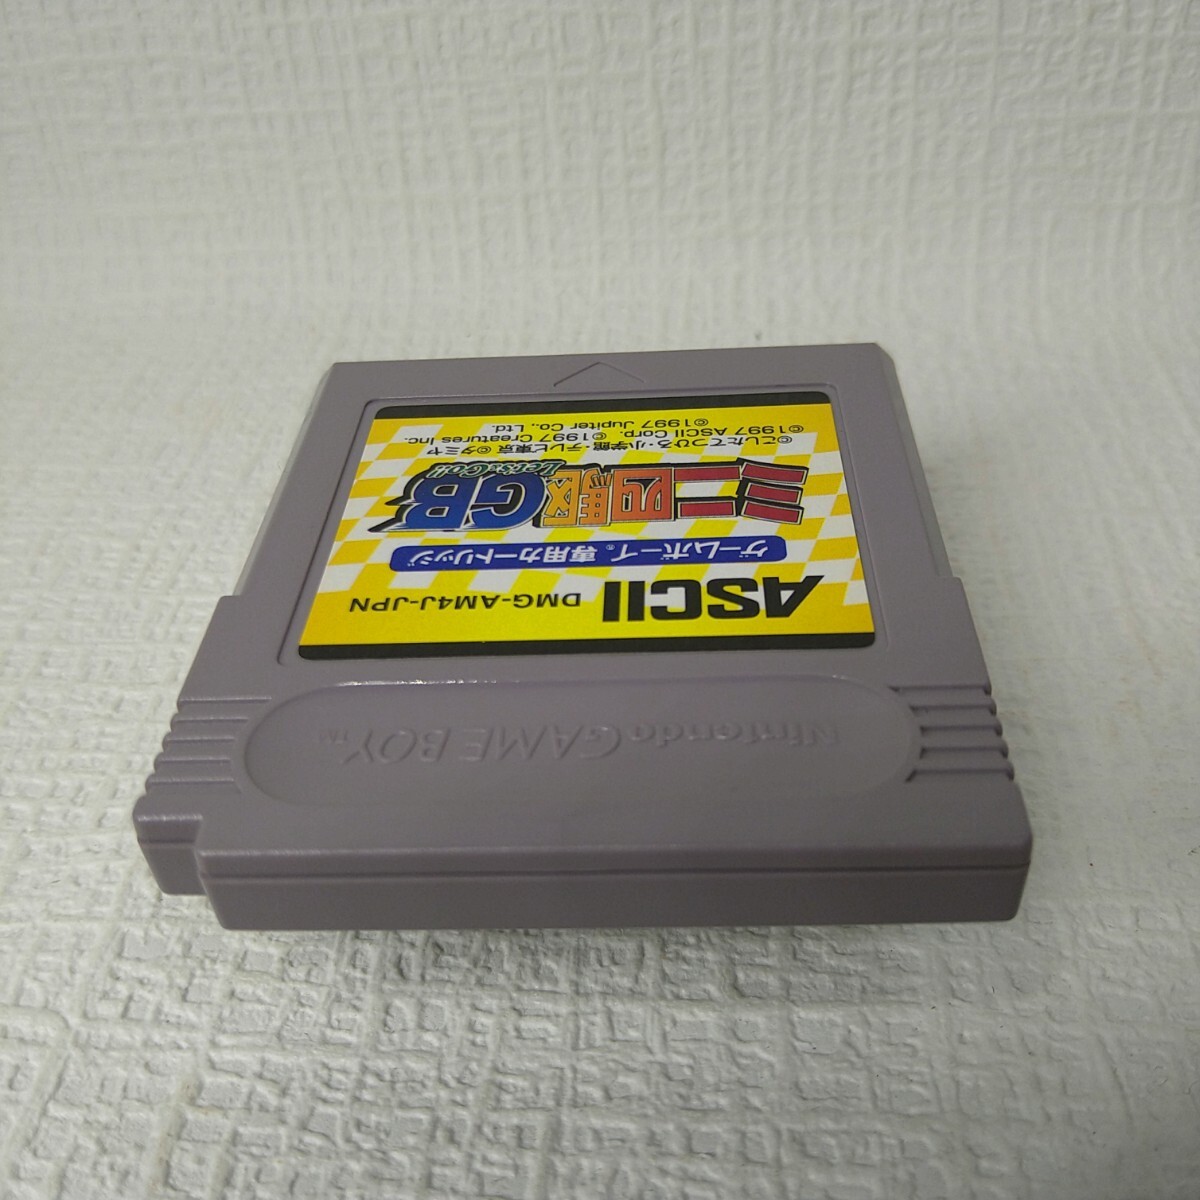 Nintendo GAME BOY™
ASCII DMG-AM4J-JPN
ゲームボーイ® 専用カートリッジ
ミニ四駆GB
Let's&Go!!
©こしたてつひろ・小学館・テレビ東京 ©タミヤ
©1997 ASCII Corp. ©1997 Creatures Inc.
©1997 Jupiter Co., Ltd.